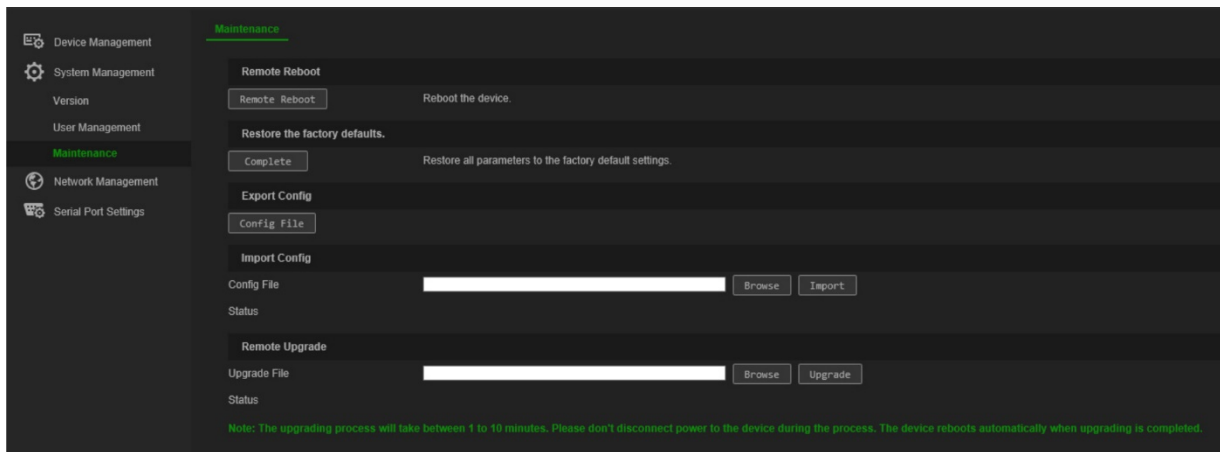 Device Management
System Management
Version
User Management
Maintenance
Network Management
Serial Port Settings
Maintenance
Remote Reboot
Remote Reboot Reboot the device.
Restore the factory defaults.
Complete Restore all parameters to the factory default settings.
Export Config
Config File
Import Config
Config File Browse Import
Status
Remote Upgrade
Upgrade File Browse Upgrade
Status
Note: The upgrading process will take between 1 to 10 minutes. Please don't disconnect power to the device during the process. The device reboots automatically when upgrading is completed.